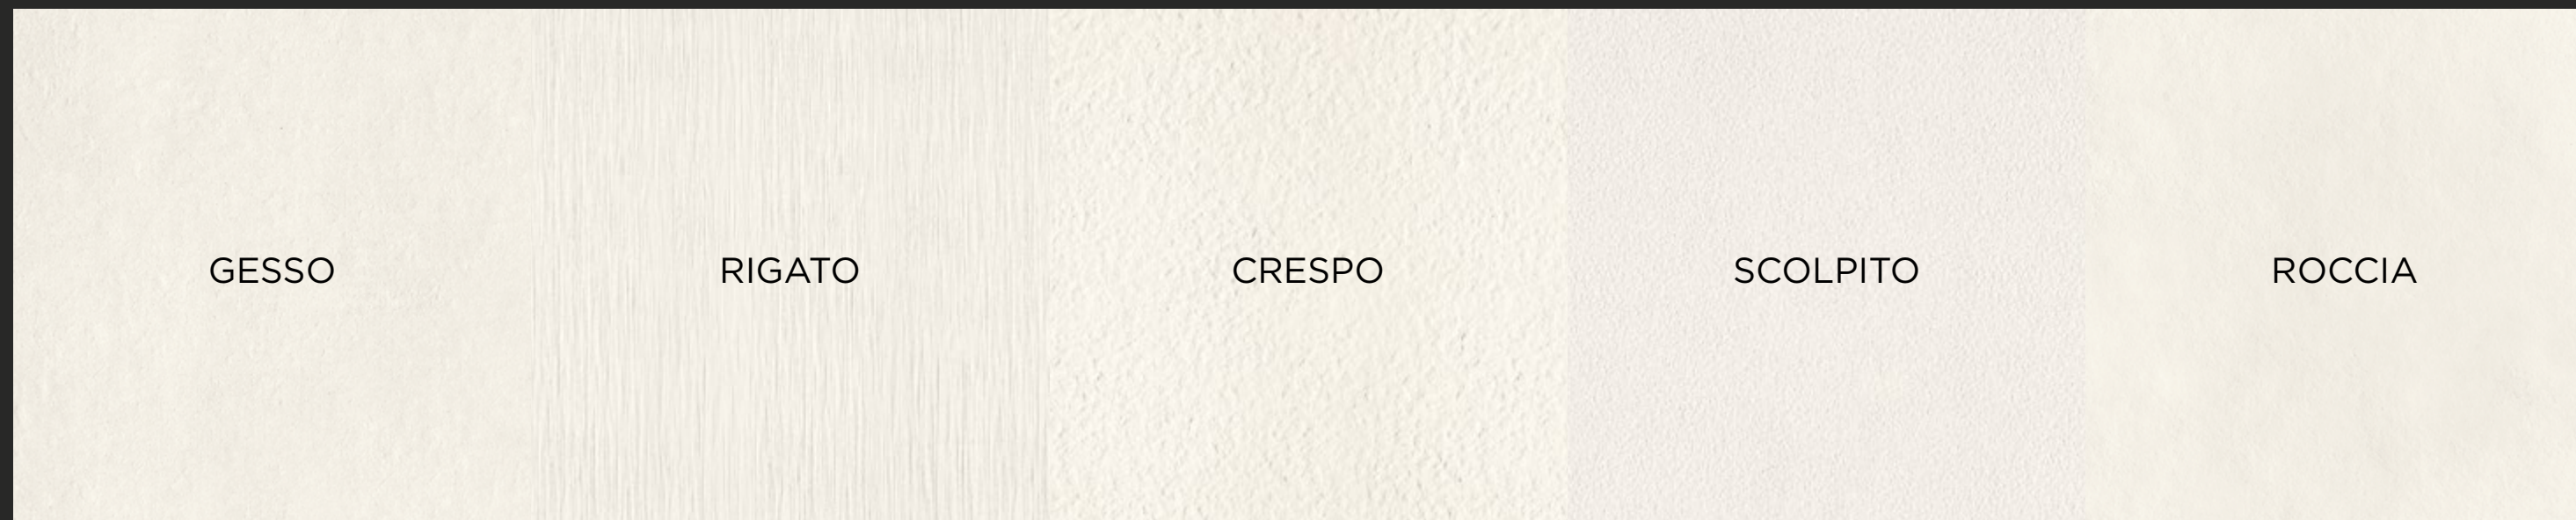 GESSO
RIGATO
CRESPO
SCOLPITO
ROCCIA